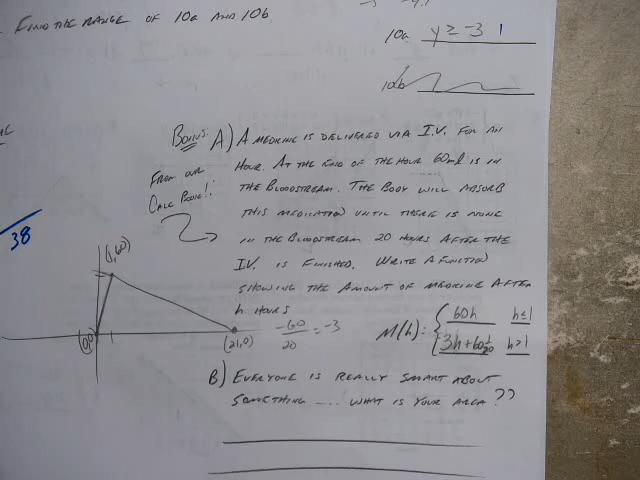 FIND THE RANGE OF 10a AND 10b
10a y ≥ -3 1
10b
38
BONUS: A) A MEDICINE IS DELIVERED VIA I.V. FOR AN
HOUR. AT THE END OF THE HOUR 60ml IS IN
THE BLOODSTREAM. THE BODY WILL ABSORB
THIS MEDICATION UNTIL THERE IS NONE
IN THE BLOODSTREAM 20 HOURS AFTER THE
I.V. IS FINISHED. WRITE A FUNCTION
SHOWING THE AMOUNT OF MEDICINE AFTER
h HOURS
FROM OUR
CALC BOOK!!
(1,60)
(0,0)
(21,0)
-60/20 = -3
M(h): { 60h h≤1
3h+60 h>1
B) EVERYONE IS REALLY SMART ABOUT
SOMETHING .... WHAT IS YOUR AREA ??